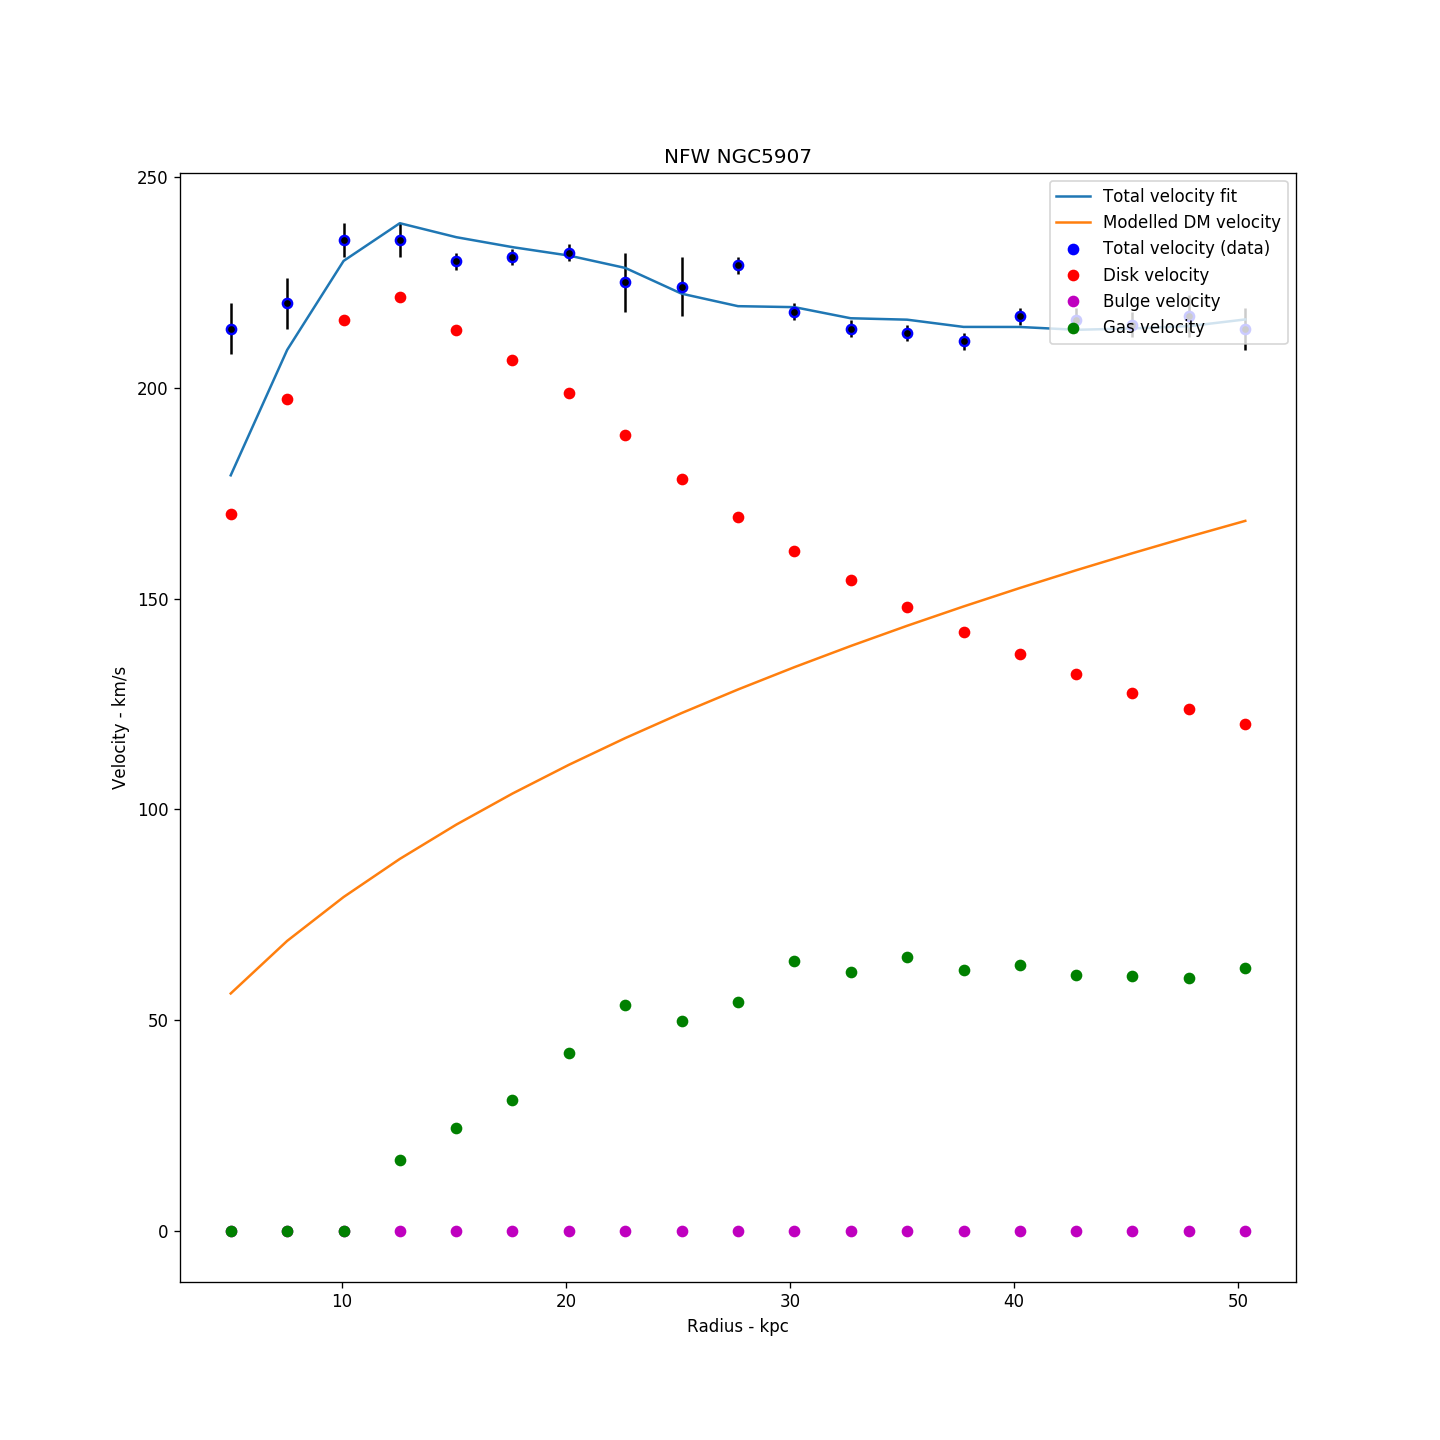 NFW NGC5907
250
200
150
100
50
0
Velocity - km/s
Total velocity fit
Modelled DM velocity
Total velocity (data)
Disk velocity
Bulge velocity
Gas velocity
10 20 30 40 50
Radius - kpc